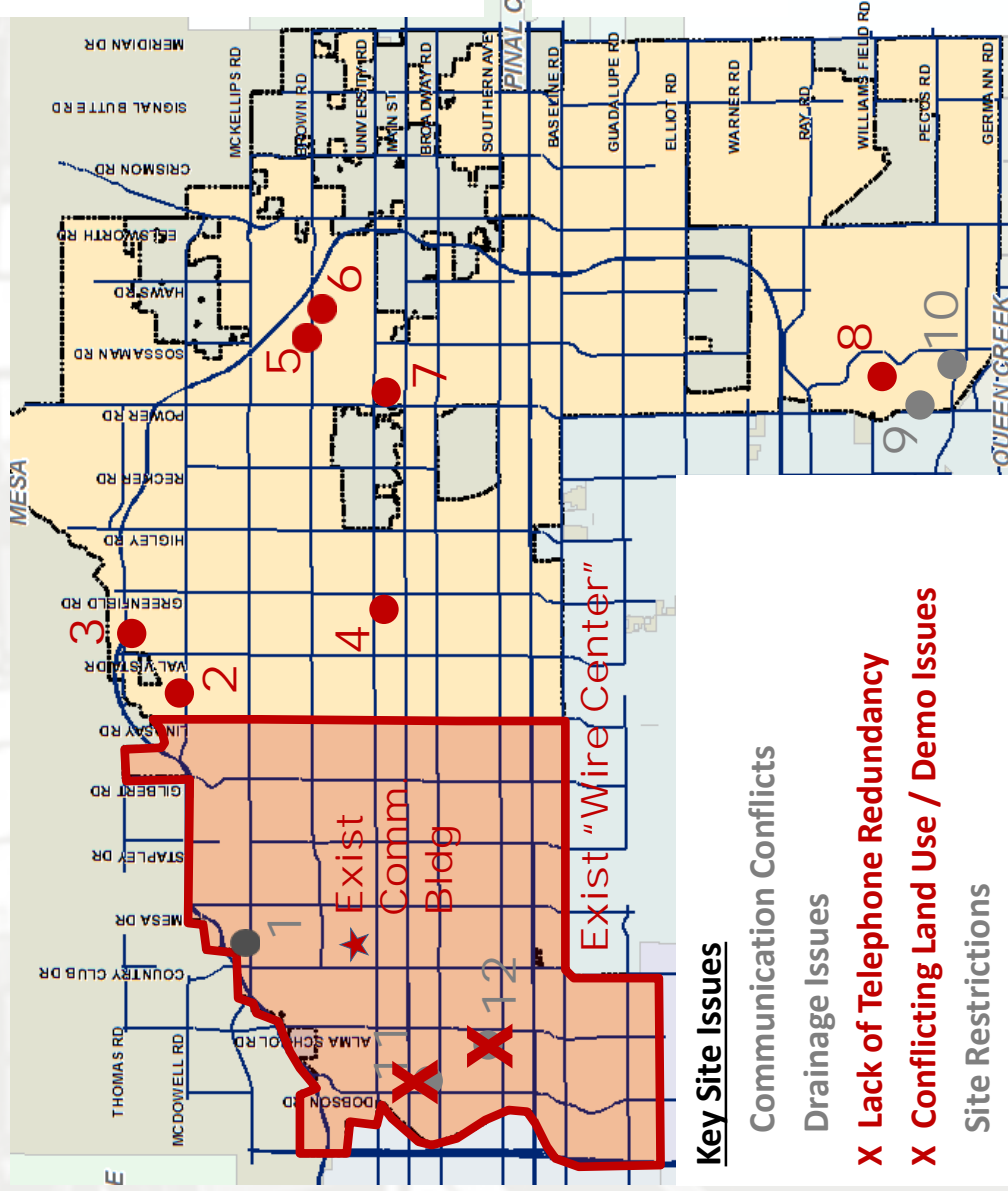 MESA
PINAL C
QUEEN CREEK
E
THOMAS RD
MCDOWELL RD
MCKELLIPS RD
BROWN RD
UNIVERSITY RD
MAIN ST
BROADWAY RD
SOUTHERN AVE
BASELINE RD
GUADALUPE RD
ELLIOT RD
WARNER RD
RAY RD
WILLIAMS FIELD RD
PECOS RD
GERMANN RD
DOBSON RD
ALMA SCHOOL RD
COUNTRY CLUB DR
MESA DR
STAPLEY DR
GILBERT RD
LINDSAY RD
VAL VISTA DR
GREENFIELD RD
HIGLEY RD
RECKER RD
POWER RD
SOSSAMAN RD
HAWS RD
ELLSWORTH RD
CRISMON RD
SIGNAL BUTTE RD
MERIDIAN DR
1
2
3
4
5
6
7
8
9
10
11
12
Exist
Comm
Bldg
Exist “Wire Center”
Key Site Issues
Communication Conflicts
Drainage Issues
X Lack of Telephone Redundancy
X Conflicting Land Use / Demo Issues
Site Restrictions